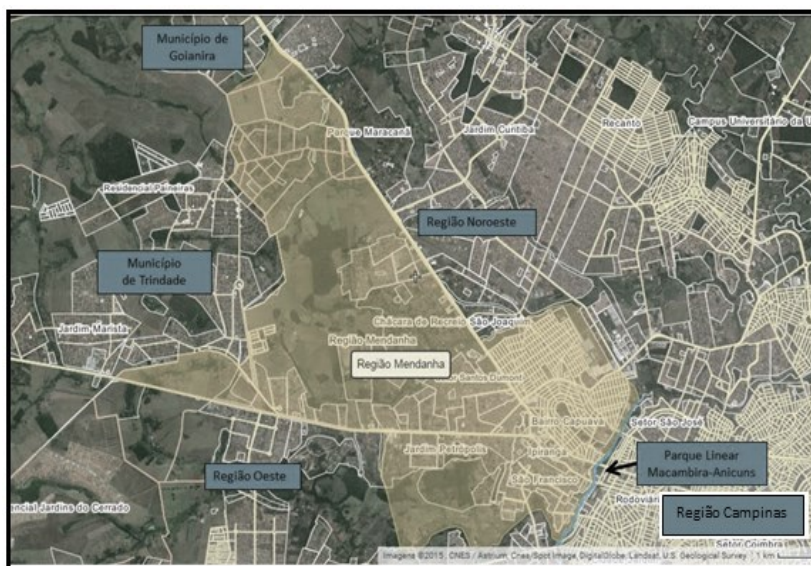 Município de
Goianira
Parque Maracanã
Jardim Curitiba
Recanto
Campus Universitário da U
Residencial Paineiras
Região Noroeste
Município
de Trindade
Chácara de Recreio São Joaquim
Jardim Marista
Região Mendanha
Região Mendanha
or Santos Dumont
Bairro Capuava
Setor São José
Jardim Petrópolis
Ipiranga
Parque Linear
Macambira-Anicuns
Região Oeste
São Francisco
Rodoviári
encial Jardins do Cerrado
Região Campinas
Setor Coimbra
Imagens ©2015, CNES / Astrium, Cnes/Spot Image, DigitalGlobe, Landsat, U.S. Geological Survey
1 km